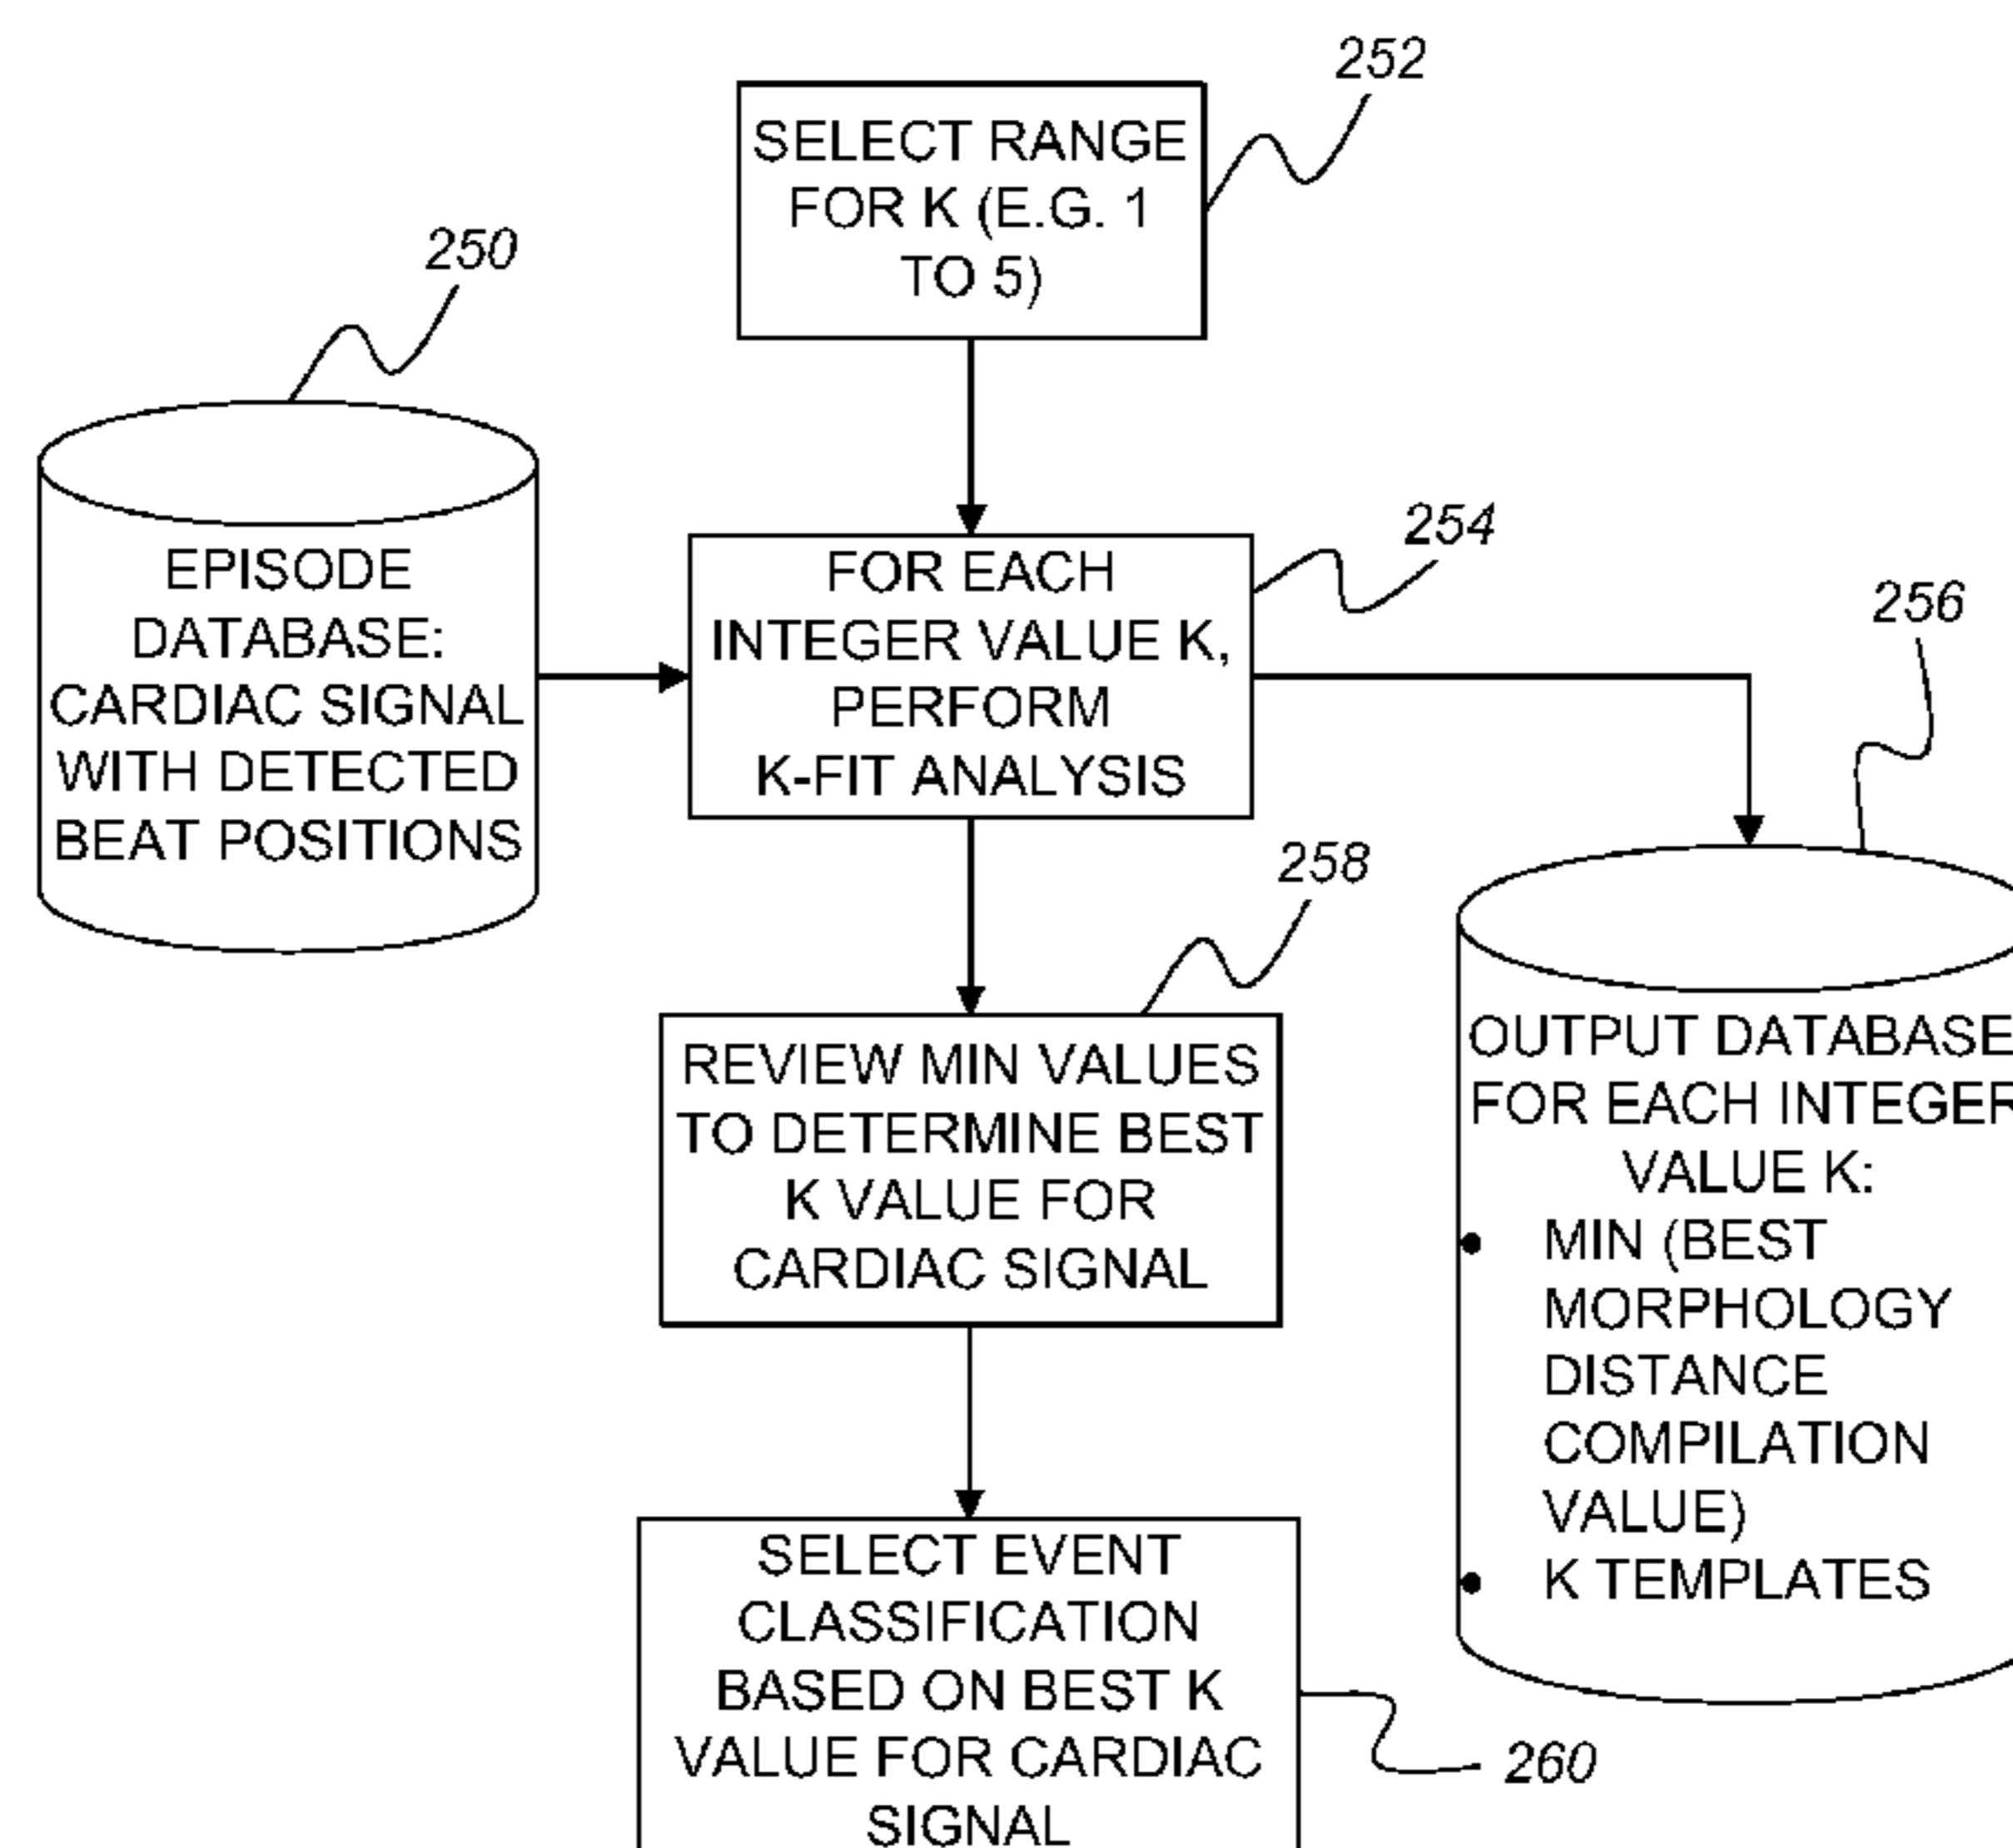 252
SELECT RANGE
FOR K (E.G. 1
TO 5)
250
EPISODE
DATABASE:
CARDIAC SIGNAL
WITH DETECTED
BEAT POSITIONS
254
FOR EACH
INTEGER VALUE K,
PERFORM
K-FIT ANALYSIS
256
OUTPUT DATABASE
FOR EACH INTEGER
VALUE K:
• MIN (BEST
MORPHOLOGY
DISTANCE
COMPILATION
VALUE)
• K TEMPLATES
258
REVIEW MIN VALUES
TO DETERMINE BEST
K VALUE FOR
CARDIAC SIGNAL
SELECT EVENT
CLASSIFICATION
BASED ON BEST K
VALUE FOR CARDIAC
SIGNAL
260